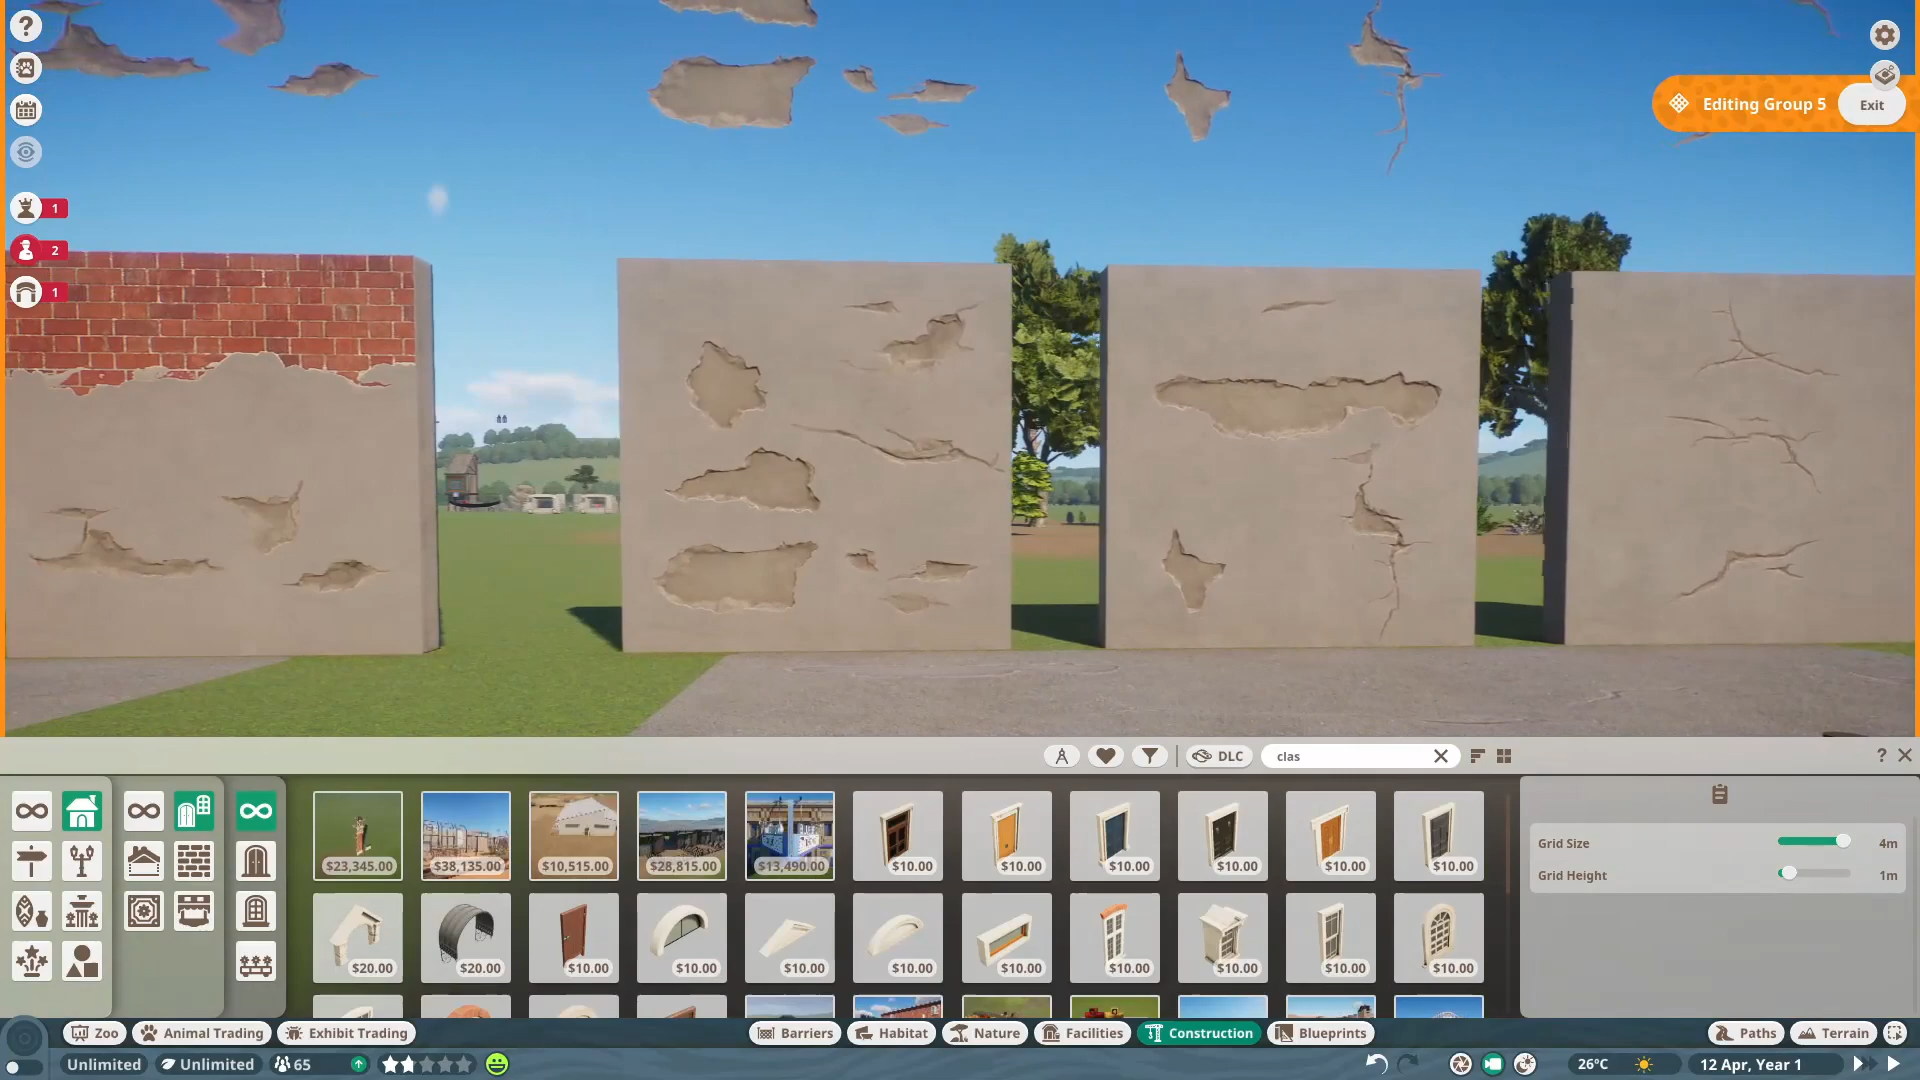 ?
Editing Group 5
Exit
1
2
1
DLC
clas
?
$23,345.00
$38,135.00
$10,515.00
$28,815.00
$13,490.00
$10.00
$10.00
$10.00
$10.00
$10.00
$10.00
$20.00
$20.00
$10.00
$10.00
$10.00
$10.00
$10.00
$10.00
$10.00
$10.00
$10.00
Grid Size
4m
Grid Height
1m
Zoo
Animal Trading
Exhibit Trading
Barriers
Habitat
Nature
Facilities
Construction
Blueprints
Paths
Terrain
Unlimited
Unlimited
65
26°C
12 Apr, Year 1